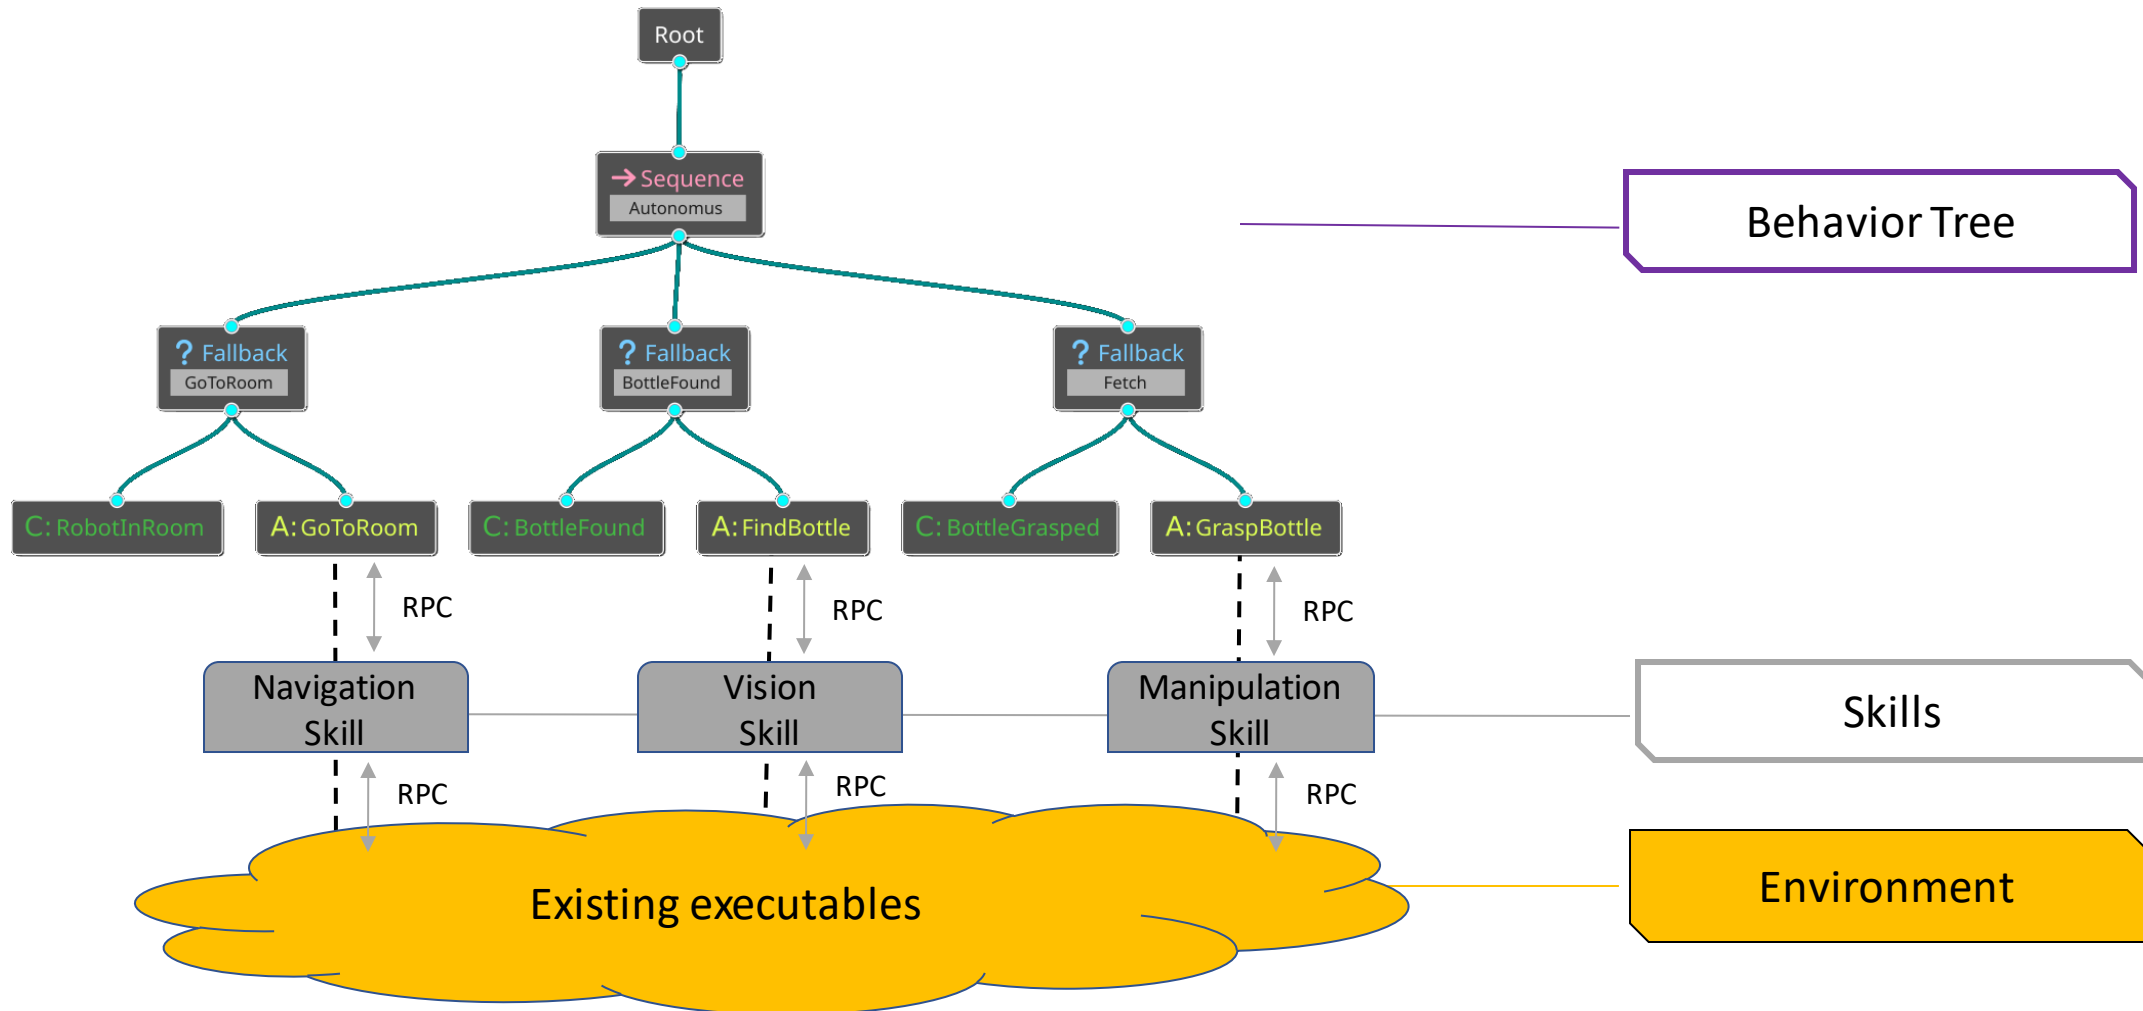 Root
→ Sequence
Autonomus
Behavior Tree
? Fallback
GoToRoom
? Fallback
BottleFound
? Fallback
Fetch
C: RobotInRoom
A: GoToRoom
C: BottleFound
A: FindBottle
C: BottleGrasped
A: GraspBottle
RPC
RPC
RPC
Navigation
Skill
Vision
Skill
Manipulation
Skill
Skills
RPC
RPC
RPC
Existing executables
Environment